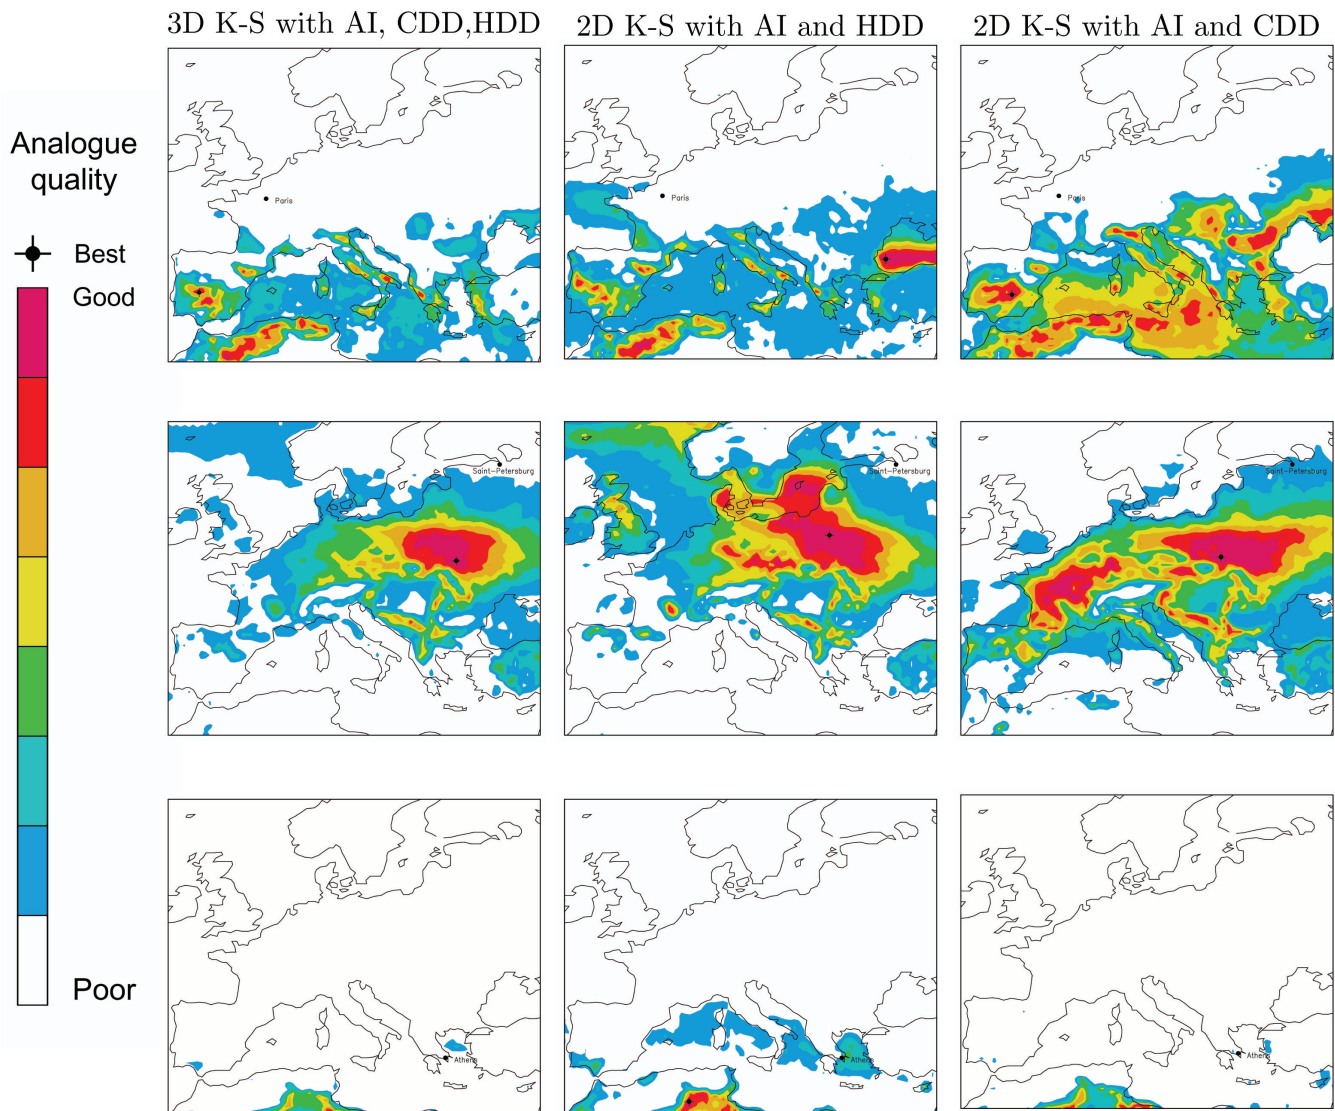 3D K-S with AI, CDD,HDD
2D K-S with AI and HDD
2D K-S with AI and CDD
Analogue
quality
Best
Good
Poor
Paris
Paris
Paris
Saint-Petersburg
Saint-Petersburg
Saint-Petersburg
Athens
Athens
Athens